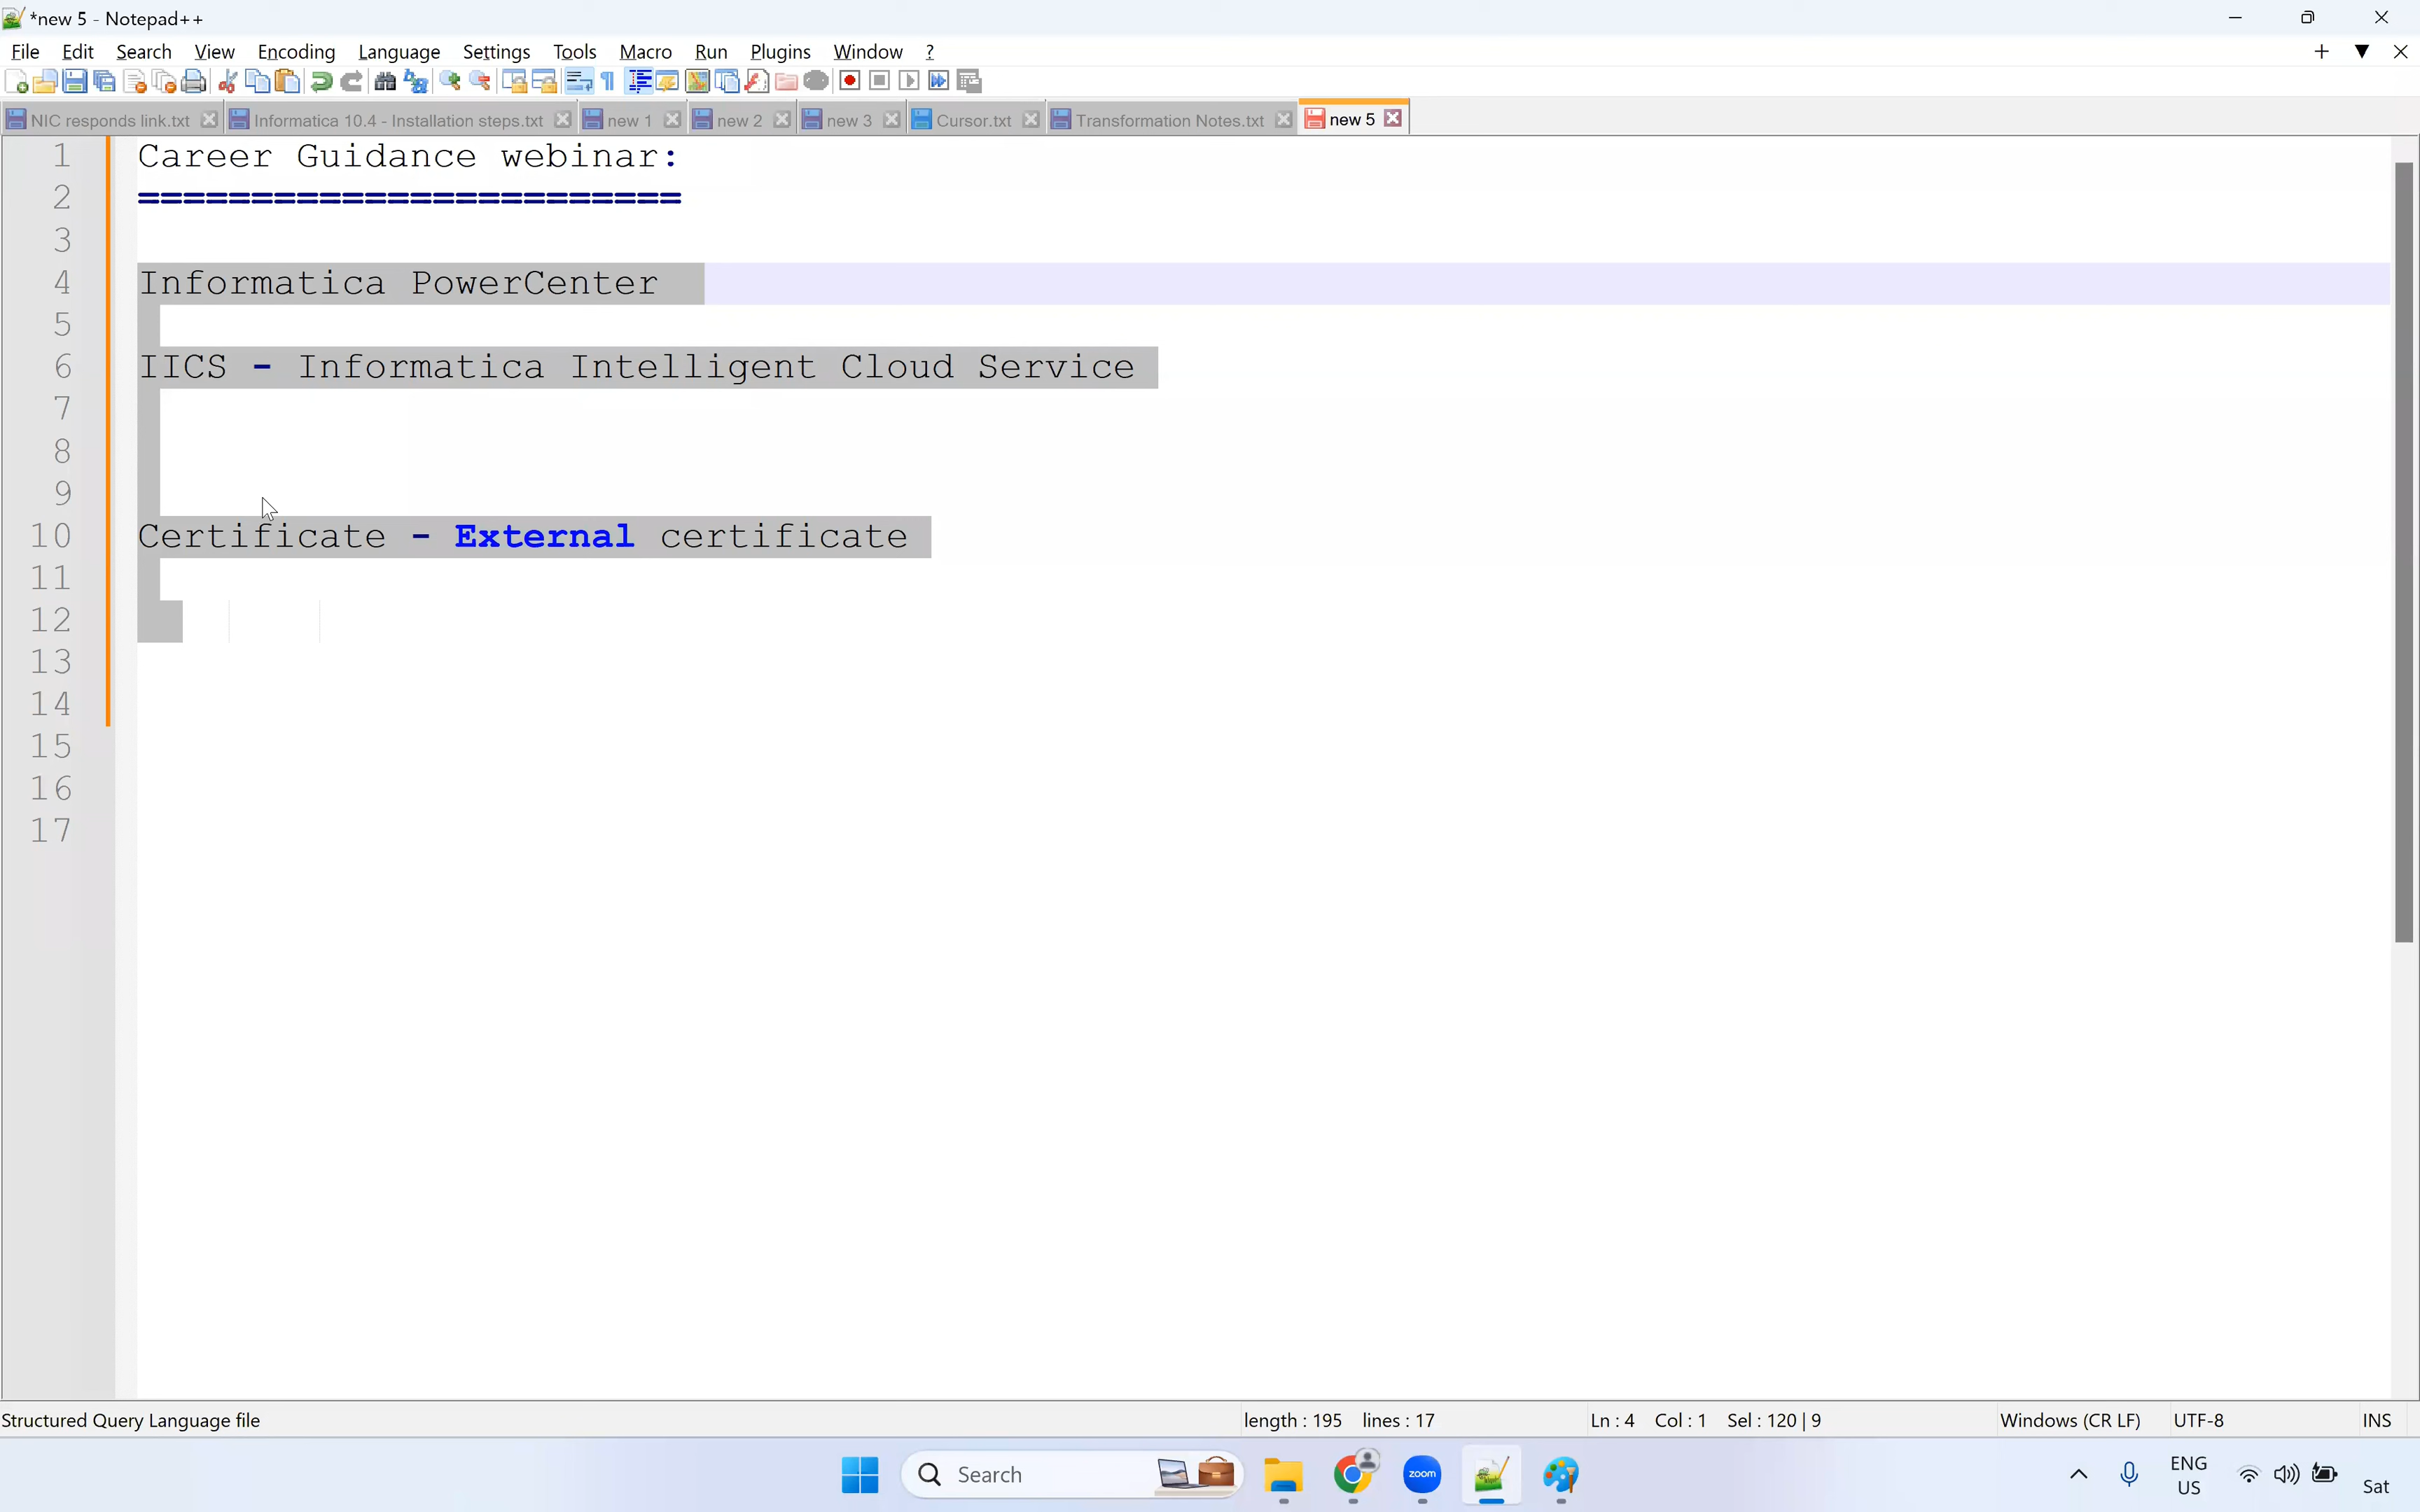 *new 5 - Notepad++
File Edit Search View Encoding Language Settings Tools Macro Run Plugins Window ?
NIC responds link.txt Informatica 10.4 - Installation steps.txt new 1 new 2 new 3 Cursor.txt Transformation Notes.txt new 5
1 Career Guidance webinar:
2 ========================
3
4 Informatica PowerCenter
5
6 IICS - Informatica Intelligent Cloud Service
7
8
9
10 Certificate - External certificate
11
12
13
14
15
16
17
Structured Query Language file length : 195 lines : 17 Ln : 4 Col : 1 Sel : 120 | 9 Windows (CR LF) UTF-8 INS
Search zoom ENG
US Sat